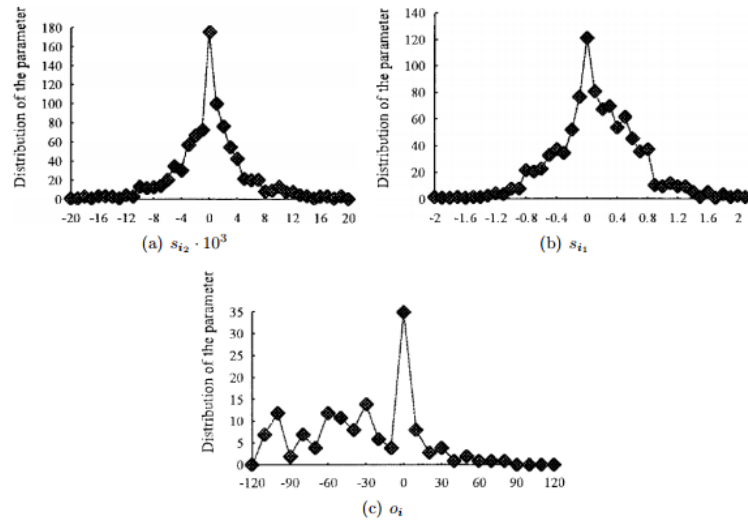 Distribution of the parameter
180
160
140
120
100
80
60
40
20
0
-20 -16 -12 -8 -4 0 4 8 12 16 20
(a) s_{i_2} · 10^3
Distribution of the parameter
140
120
100
80
60
40
20
0
-2 -1.6 -1.2 -0.8 -0.4 0 0.4 0.8 1.2 1.6 2
(b) s_{i_1}
Distribution of the parameter
35
30
25
20
15
10
5
0
-120 -90 -60 -30 0 30 60 90 120
(c) o_i